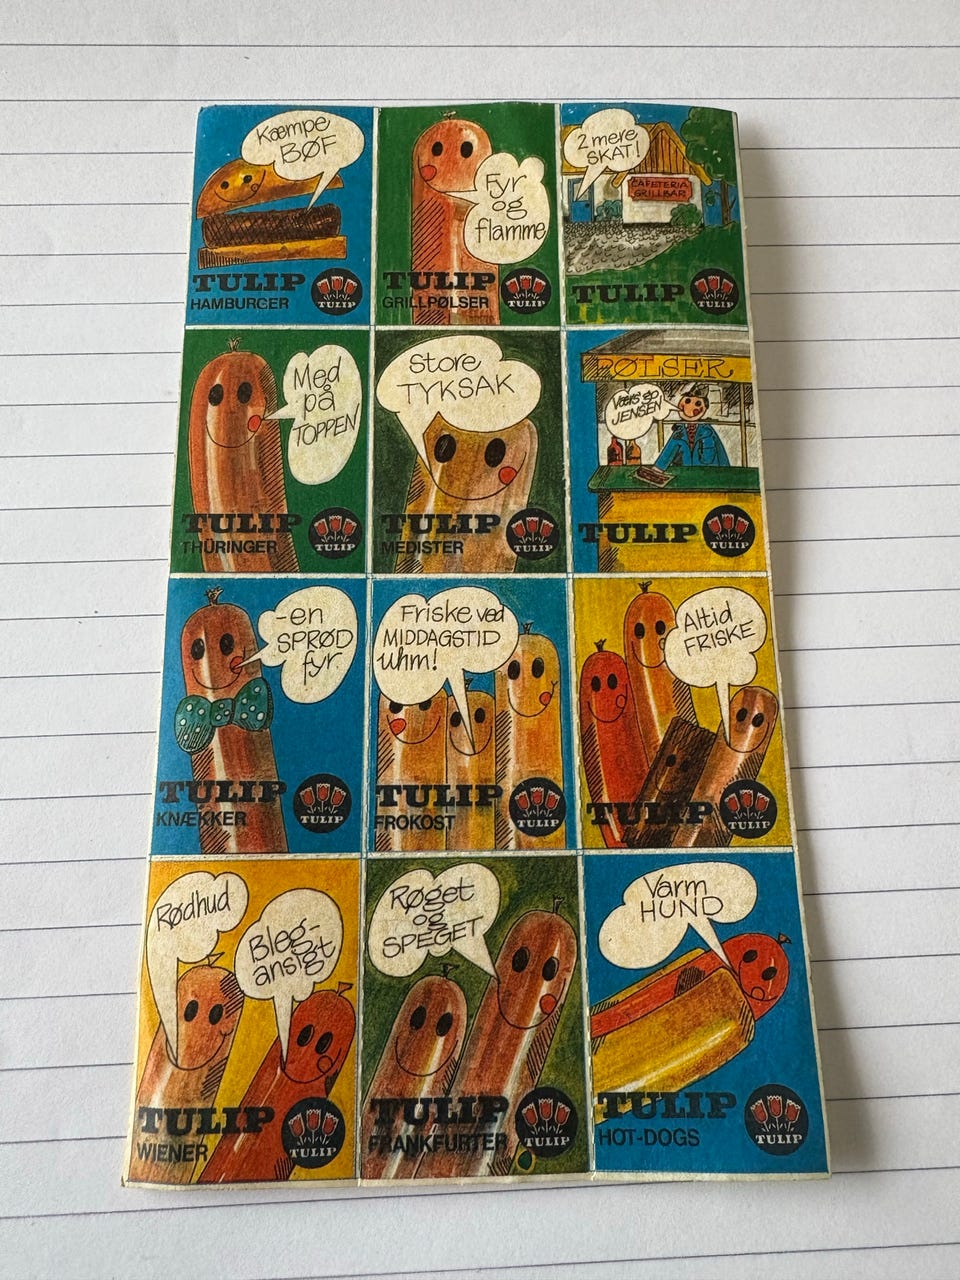 Kæmpe
BØF
TULIP
HAMBURGER
TULIP
Fyr
og
flamme
TULIP
GRILLPØLSER
TULIP
2 mere
SKAT!
CAFETERIA
GRILLBAR
TULIP
TULIP
Med
på
TOPPEN
TULIP
THÜRINGER
TULIP
Store
TYKSAK
TULIP
MEDISTER
TULIP
PØLSER
Værs go
JENSEN
TULIP
TULIP
-en
SPRØD
fyr.
TULIP
KNÆKKER
TULIP
Friske ved
MIDDAGSTID
uhm!
TULIP
FROKOST
TULIP
Altid
FRISKE
TULIP
TULIP
Rødhud
Bleg-
ansigt
TULIP
WIENER
TULIP
Røget
og
SPEGET
TULIP
FRANKFURTER
TULIP
Varm
HUND
TULIP
HOT-DOGS
TULIP